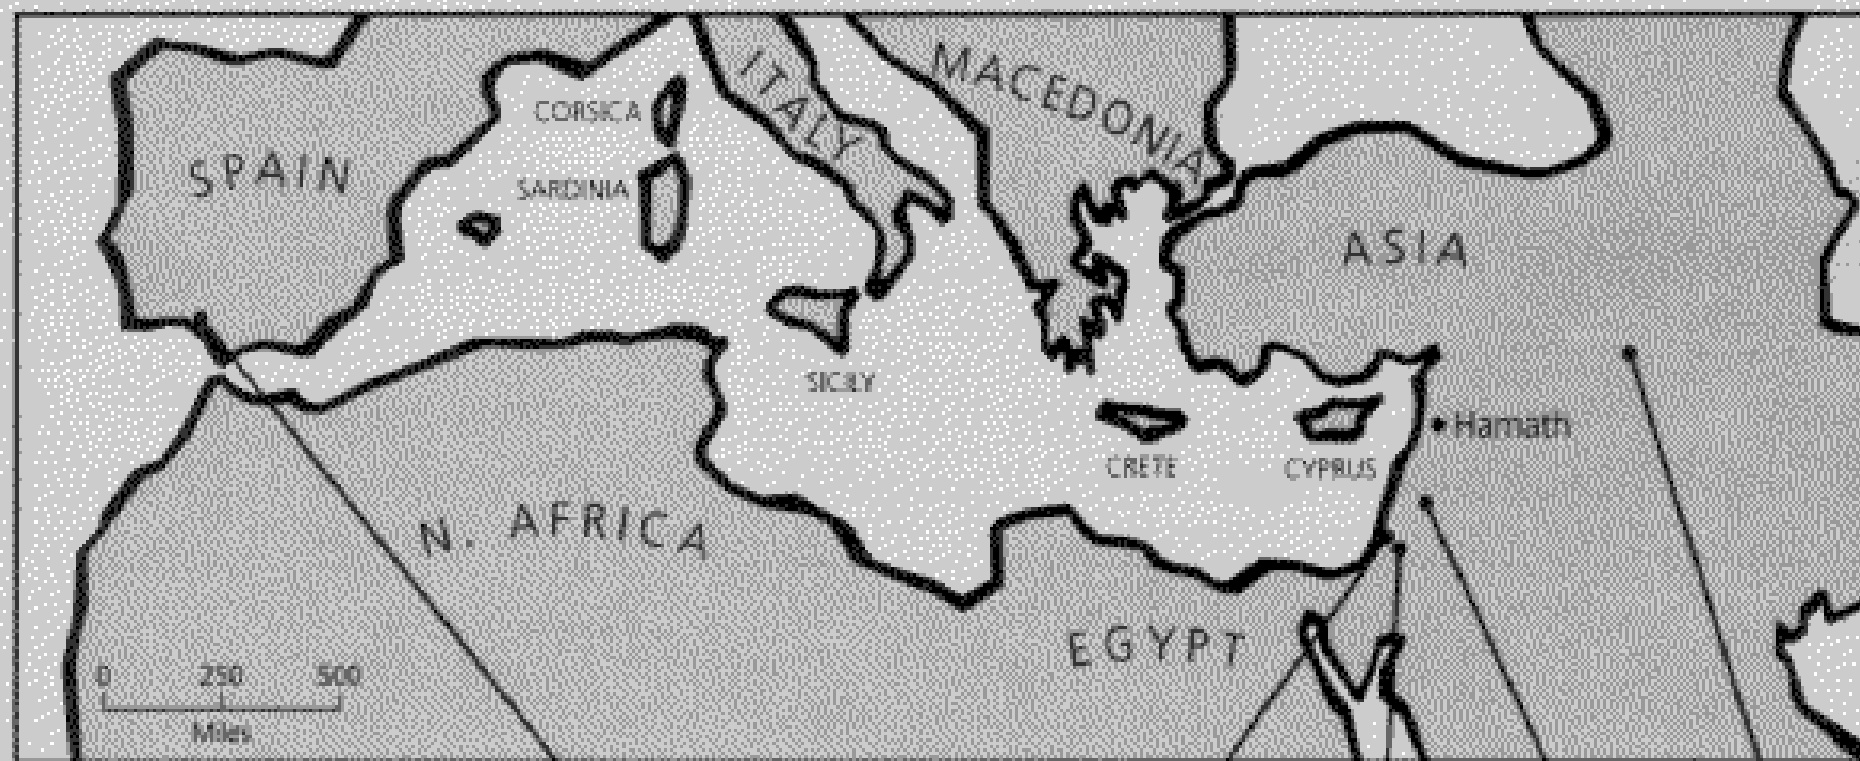 MACEDONIA
ITALY
CORSICA
SPAIN
SARDINIA
ASIA
SICILY
Hamath
CRETE
CYPRUS
N. AFRICA
EGYPT
0 250 500
Miles